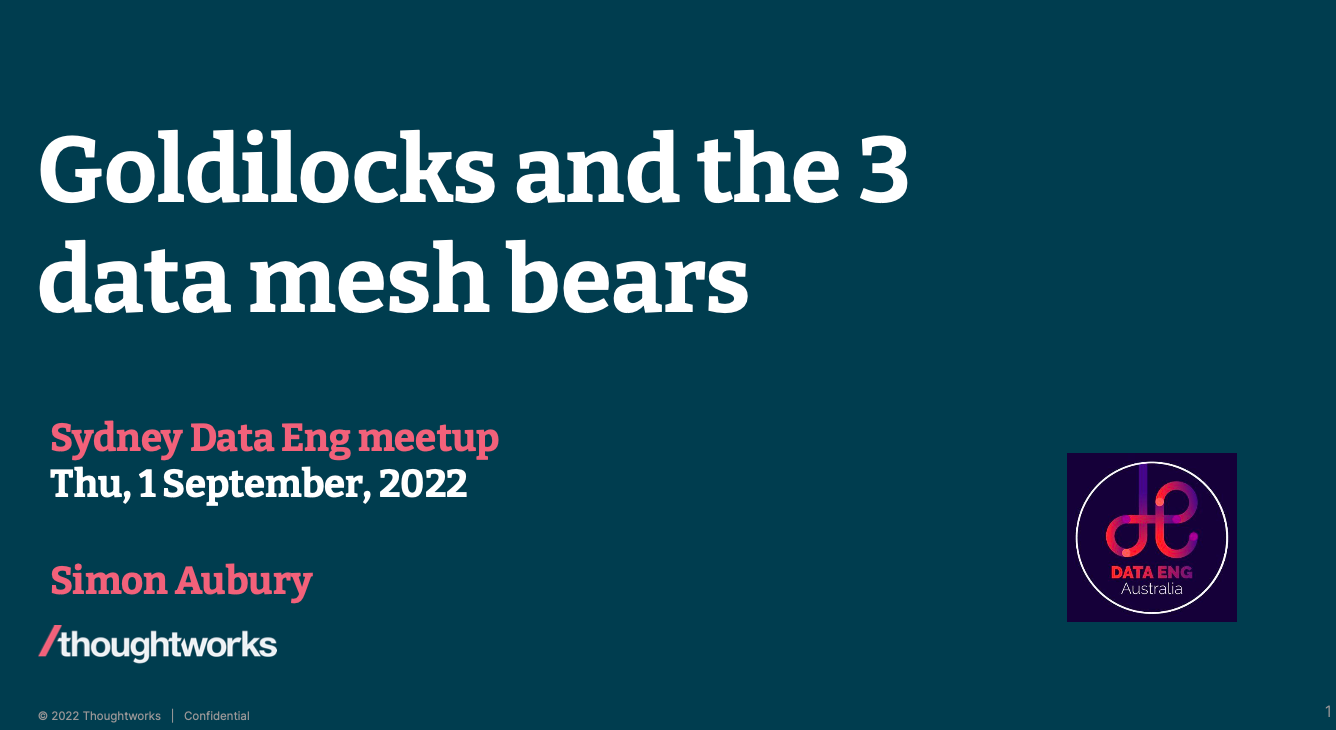 Goldilocks and the 3
data mesh bears
Sydney Data Eng meetup
Thu, 1 September, 2022
Simon Aubury
/thoughtworks
DATA ENG
Australia
© 2022 Thoughtworks | Confidential
1